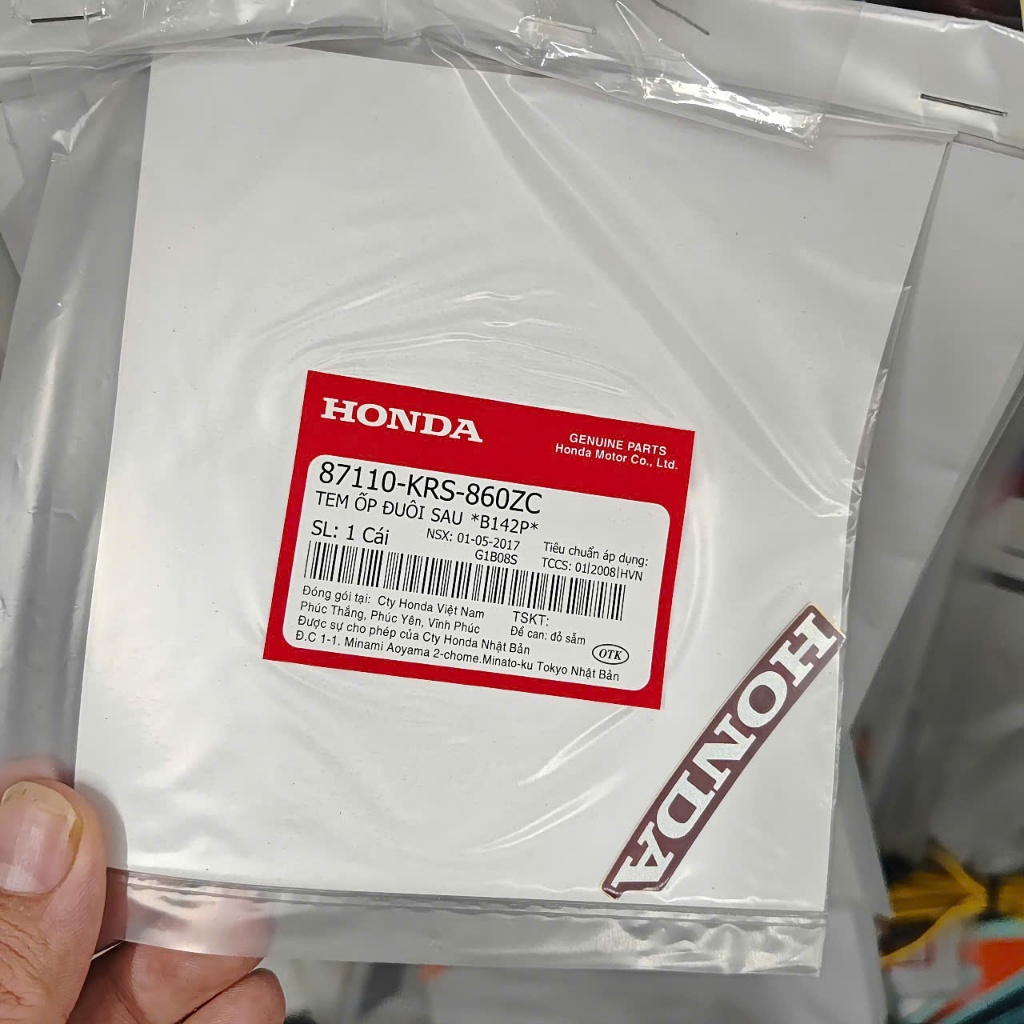 HONDA
GENUINE PARTS
Honda Motor Co., Ltd.
87110-KRS-860ZC
TEM ỐP ĐUÔI SAU *B142P*
SL: 1 Cái
NSX: 01-05-2017
G1B08S
Tiêu chuẩn áp dụng:
TCCS: 01|2008|HVN
Đóng gói tại: Cty Honda Việt Nam
Phúc Thắng, Phúc Yên, Vĩnh Phúc
Được sự cho phép của Cty Honda Nhật Bản
Đ.C 1-1. Minami Aoyama 2-chome.Minato-ku Tokyo Nhật Bản
TSKT:
Đề can: đỏ sẫm
OTK
HONDA